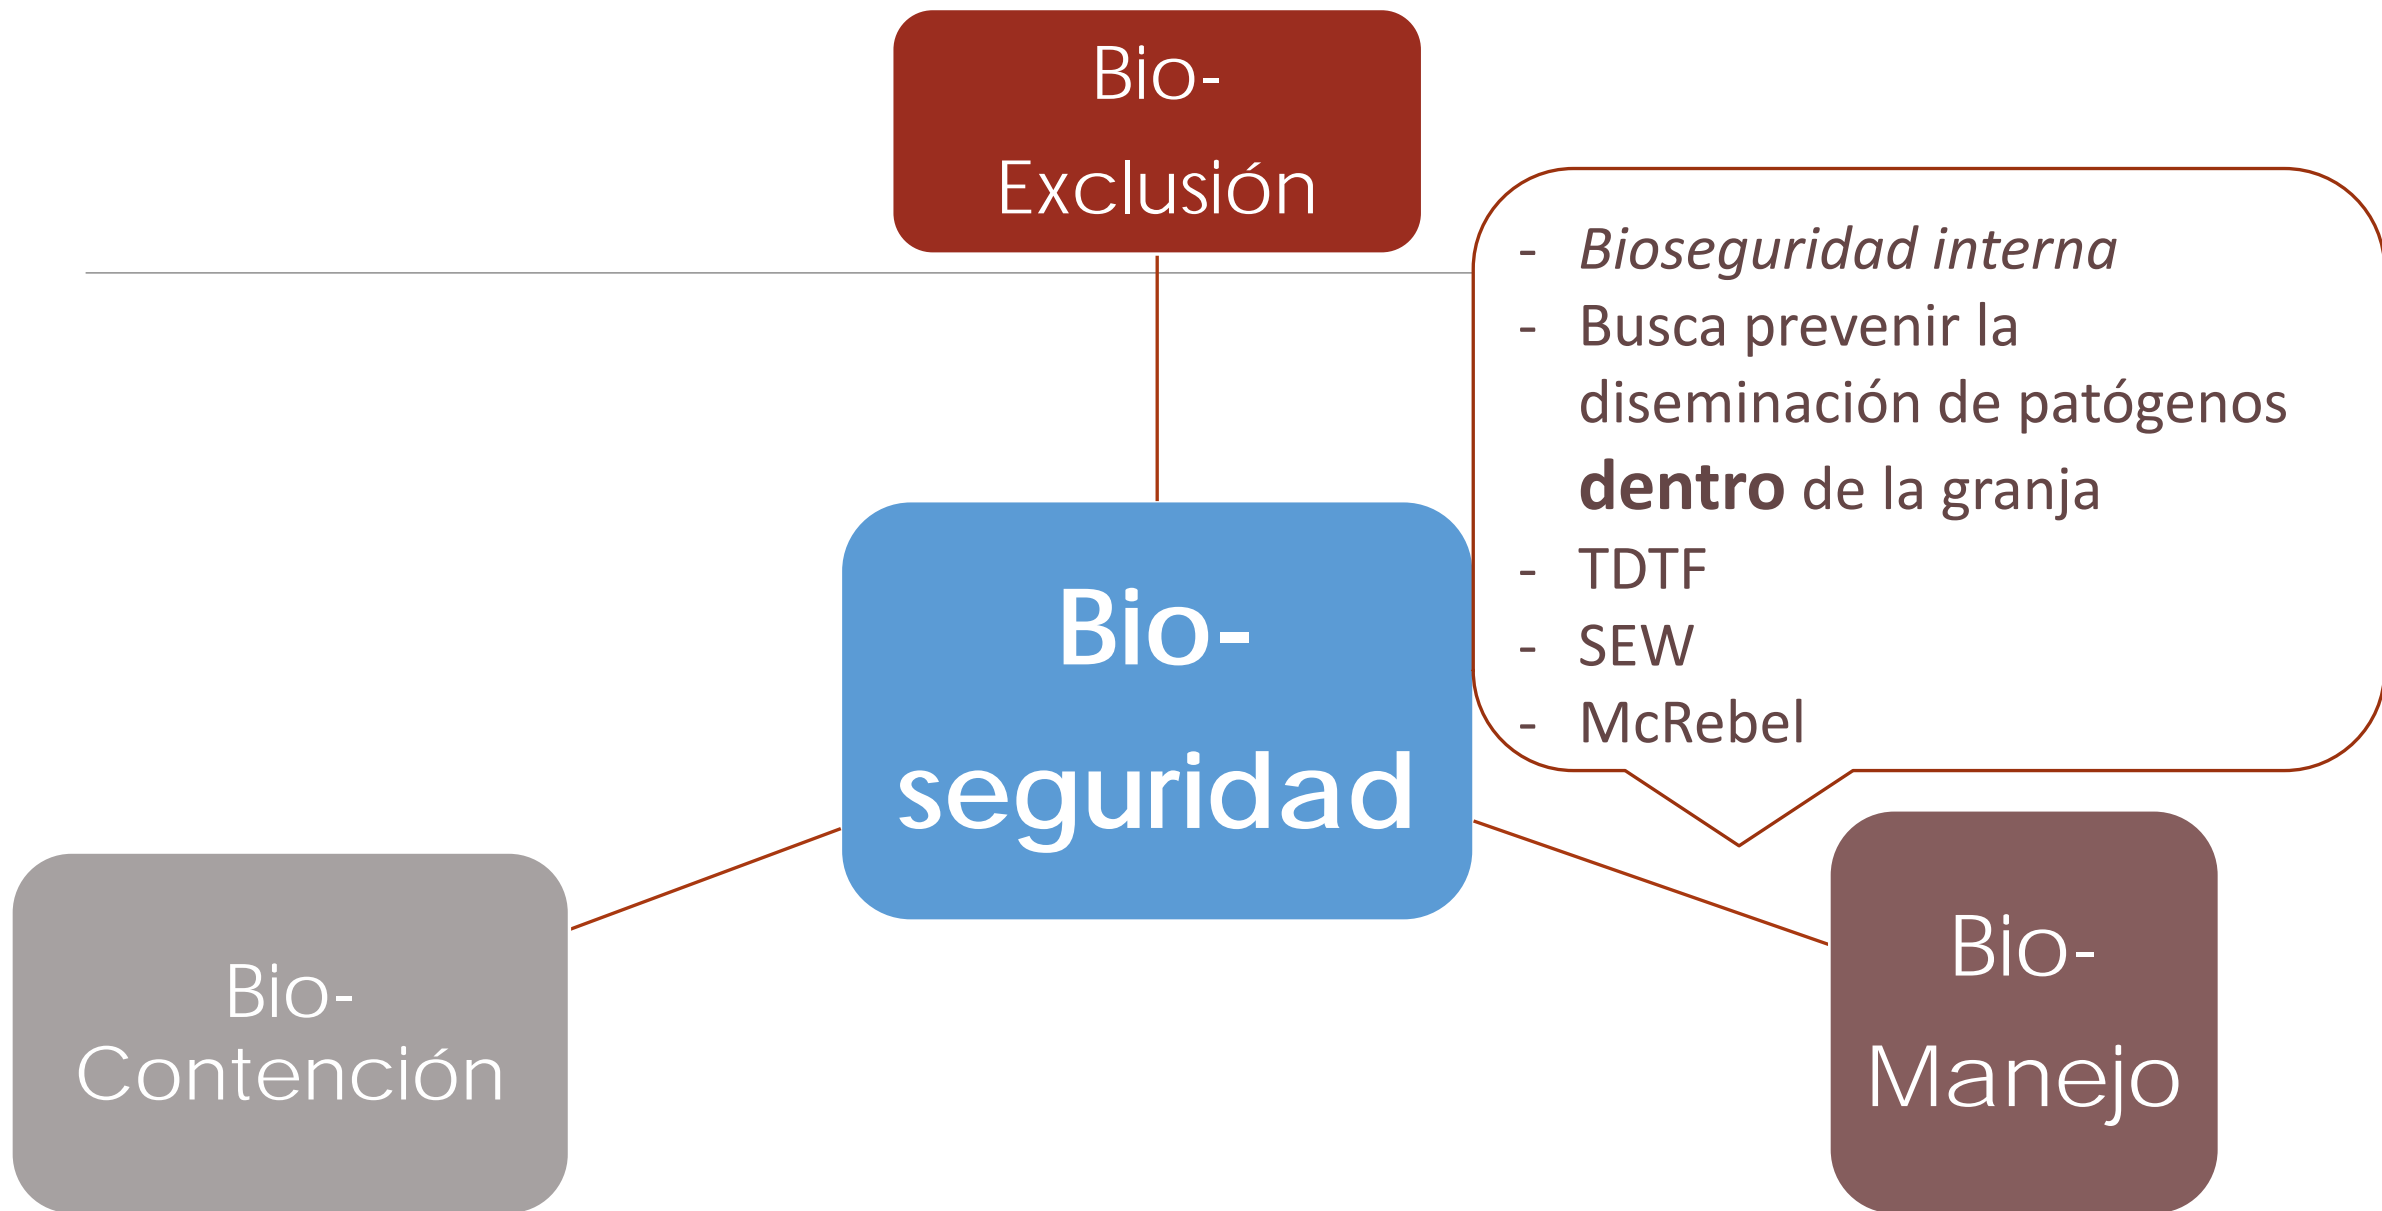 Bio-
Exclusión
- Bioseguridad interna
- Busca prevenir la
diseminación de patógenos
dentro de la granja
- TDTF
- SEW
- McRebel
Bio-
seguridad
Bio-
Contención
Bio-
Manejo